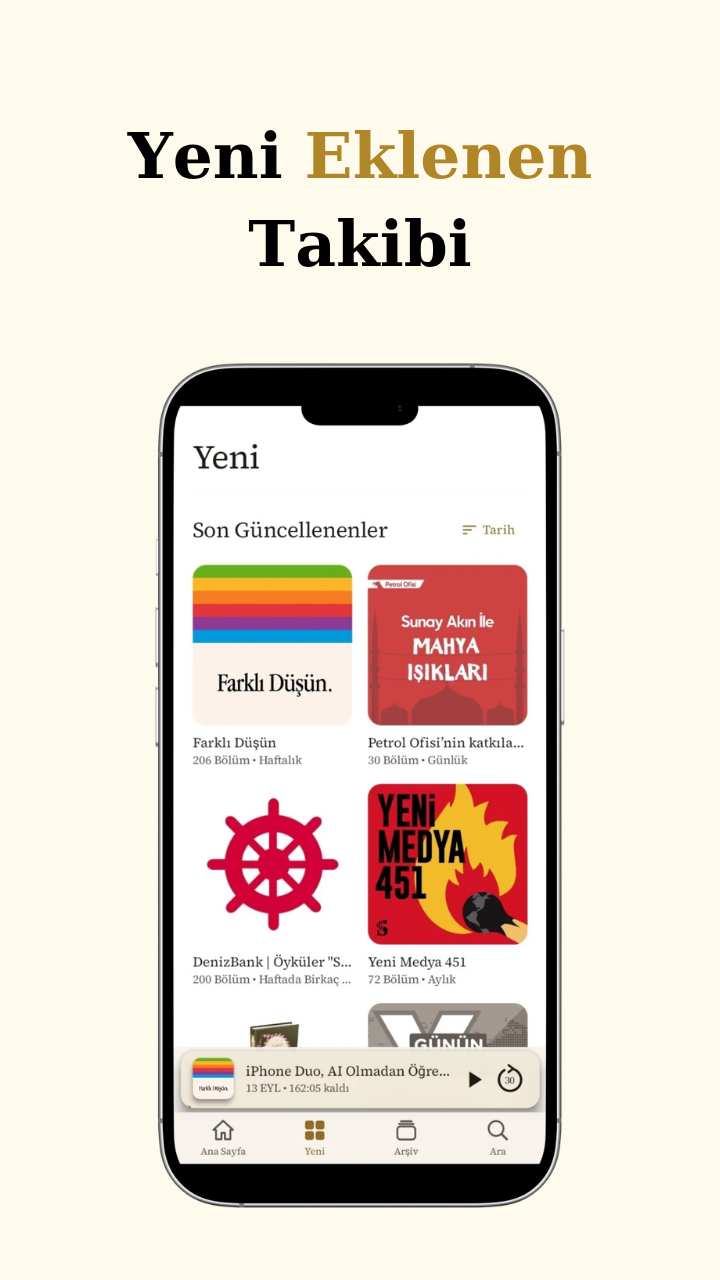 Yeni Eklenen
Takibi
Yeni
Son Güncellenenler
Tarih
Farklı Düşün.
Petrol Ofisi
Sunay Akın İle
MAHYA
IŞIKLARI
Farklı Düşün
206 Bölüm • Haftalık
Petrol Ofisi’nin katkıla...
30 Bölüm • Günlük
YENi
MEDYA
451
S
DenizBank | Öyküler "S...
200 Bölüm • Haftada Birkaç ...
Yeni Medya 451
72 Bölüm • Aylık
GÜNÜN
Farklı Düşün.
iPhone Duo, AI Olmadan Öğre...
13 EYL • 162:05 kaldı
30
Ana Sayfa
Yeni
Arşiv
Ara